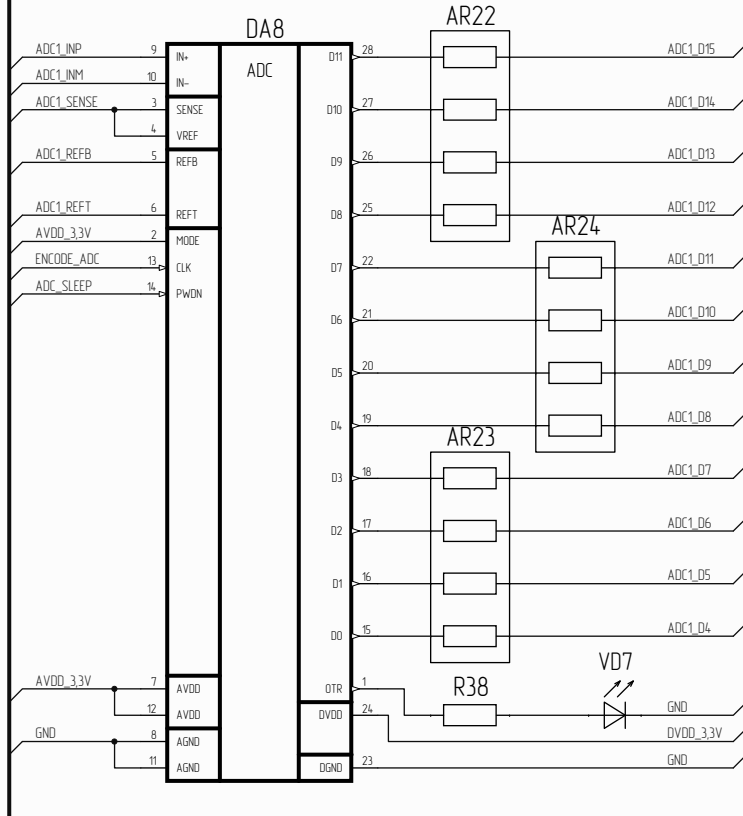 AR22
DA8
ADC1_INP 9 IN+ ADC D11 28 ADC1_D15
ADC1_INM 10 IN-
ADC1_SENSE 3 SENSE D10 27 ADC1_D14
4 VREF
ADC1_REFB 5 REFB D9 26 ADC1_D13
ADC1_REFT 6 REFT D8 25 ADC1_D12
AR24
AVDD_3,3V 2 MODE
ENCODE_ADC 13 CLK D7 22 ADC1_D11
ADC_SLEEP 14 PWDN
D6 21 ADC1_D10
D5 20 ADC1_D9
D4 19 ADC1_D8
AR23
D3 18 ADC1_D7
D2 17 ADC1_D6
D1 16 ADC1_D5
D0 15 ADC1_D4
VD7
AVDD_3,3V 7 AVDD OTR 1 R38
12 AVDD DVDD 24 GND
GND 8 AGND DVDD_3,3V
11 AGND DGND 23 GND